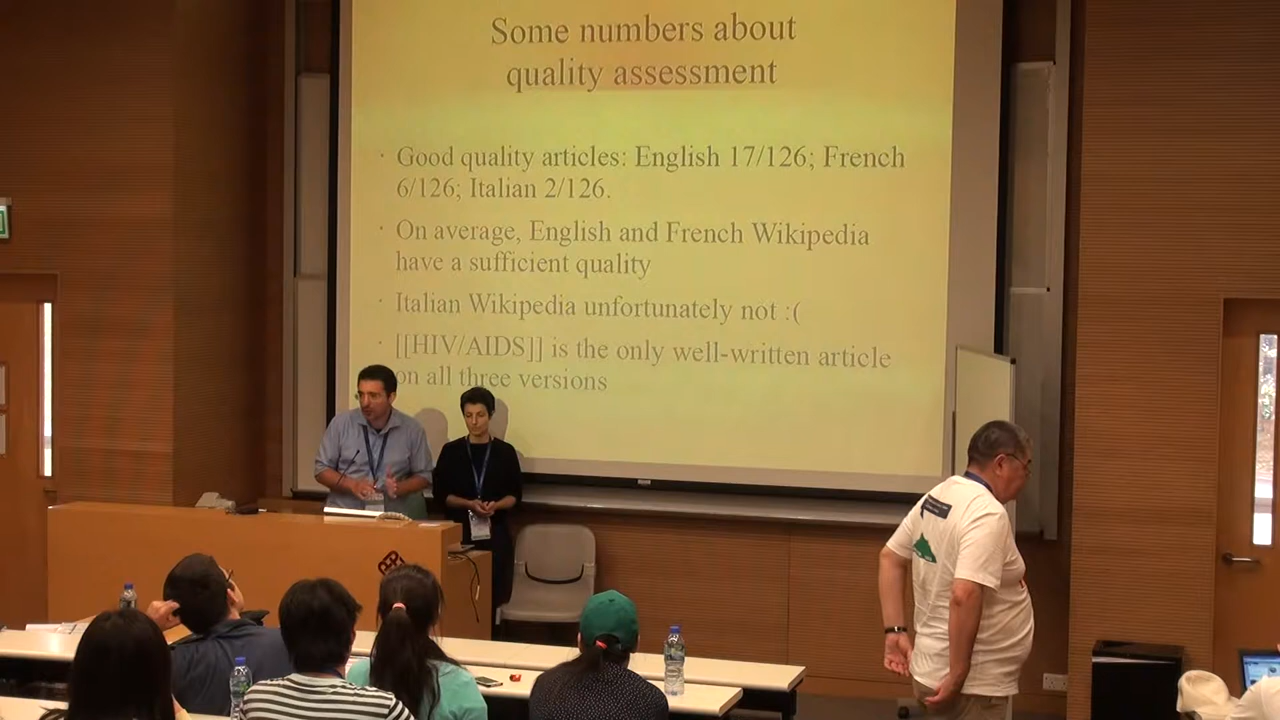 Some numbers about
quality assessment
· Good quality articles: English 17/126; French
6/126; Italian 2/126.
· On average, English and French Wikipedia
have a sufficient quality
· Italian Wikipedia unfortunately not :(
· [[HIV/AIDS]] is the only well-written article
on all three versions